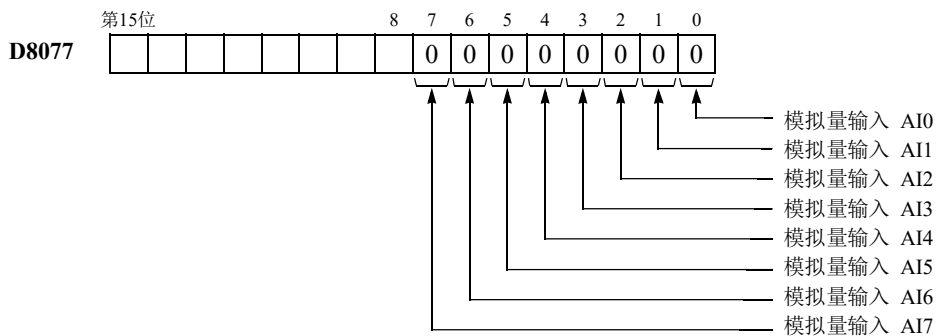 第15位 8 7 6 5 4 3 2 1 0
D8077 0 0 0 0 0 0 0 0
模拟量输入 AI0
模拟量输入 AI1
模拟量输入 AI2
模拟量输入 AI3
模拟量输入 AI4
模拟量输入 AI5
模拟量输入 AI6
模拟量输入 AI7